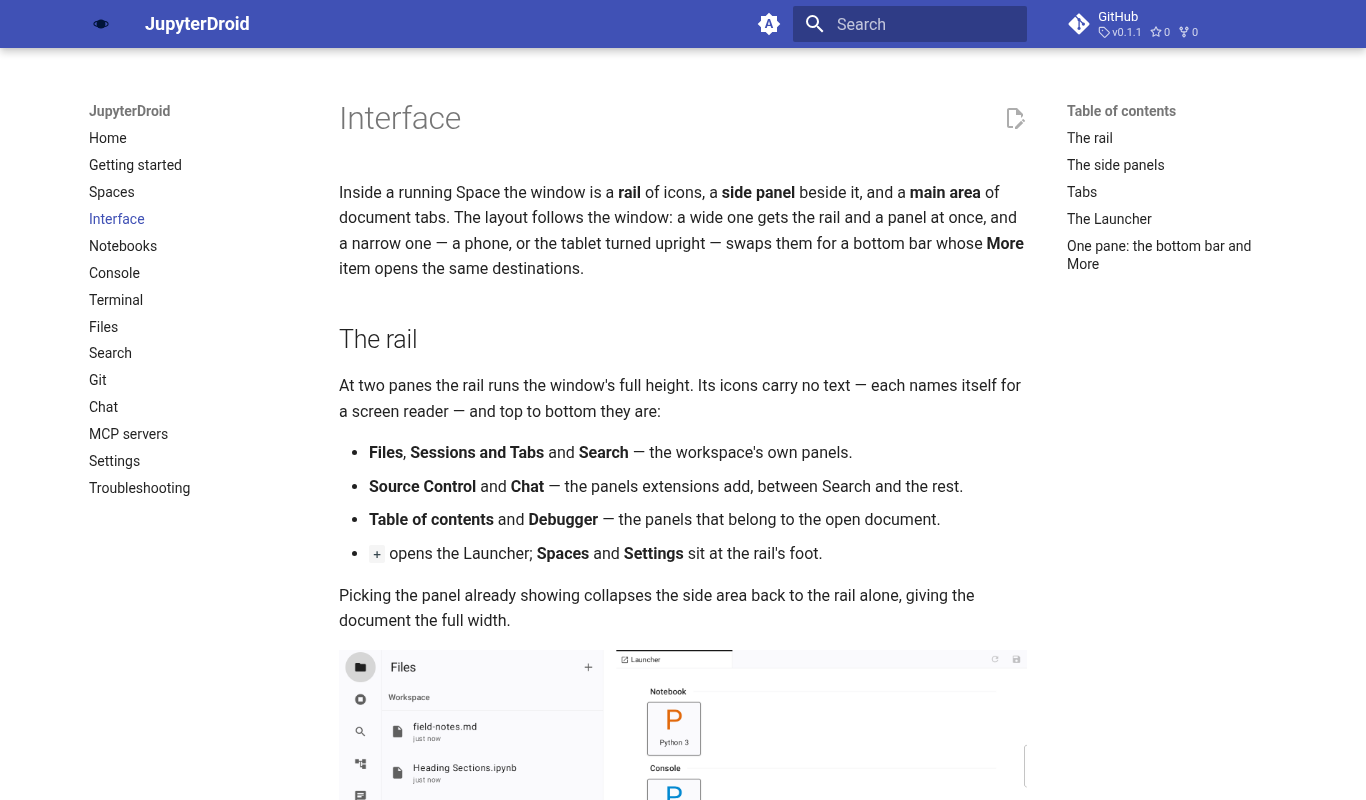 JupyterDroid
A
Search
GitHub
v0.1.1 0 0
JupyterDroid
Home
Getting started
Spaces
Interface
Notebooks
Console
Terminal
Files
Search
Git
Chat
MCP servers
Settings
Troubleshooting
Interface
Inside a running Space the window is a rail of icons, a side panel beside it, and a main area of
document tabs. The layout follows the window: a wide one gets the rail and a panel at once, and
a narrow one — a phone, or the tablet turned upright — swaps them for a bottom bar whose More
item opens the same destinations.
The rail
At two panes the rail runs the window's full height. Its icons carry no text — each names itself for
a screen reader — and top to bottom they are:
• Files, Sessions and Tabs and Search — the workspace's own panels.
• Source Control and Chat — the panels extensions add, between Search and the rest.
• Table of contents and Debugger — the panels that belong to the open document.
• + opens the Launcher; Spaces and Settings sit at the rail's foot.
Picking the panel already showing collapses the side area back to the rail alone, giving the
document the full width.
Files +
Workspace
field-notes.md
just now
Heading Sections.ipynb
just now
Launcher
Notebook
P
Python 3
Console
P
Table of contents
The rail
The side panels
Tabs
The Launcher
One pane: the bottom bar and
More